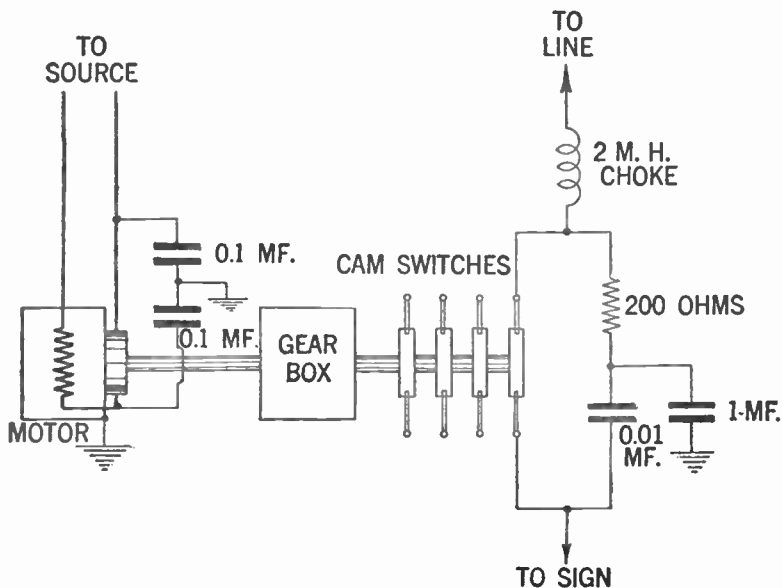 TO
SOURCE
TO
LINE
2 M. H.
CHOKE
0.1 MF.
CAM SWITCHES
200 OHMS
0.1 MF.
GEAR
BOX
MOTOR
0.01
MF.
1-MF.
TO SIGN